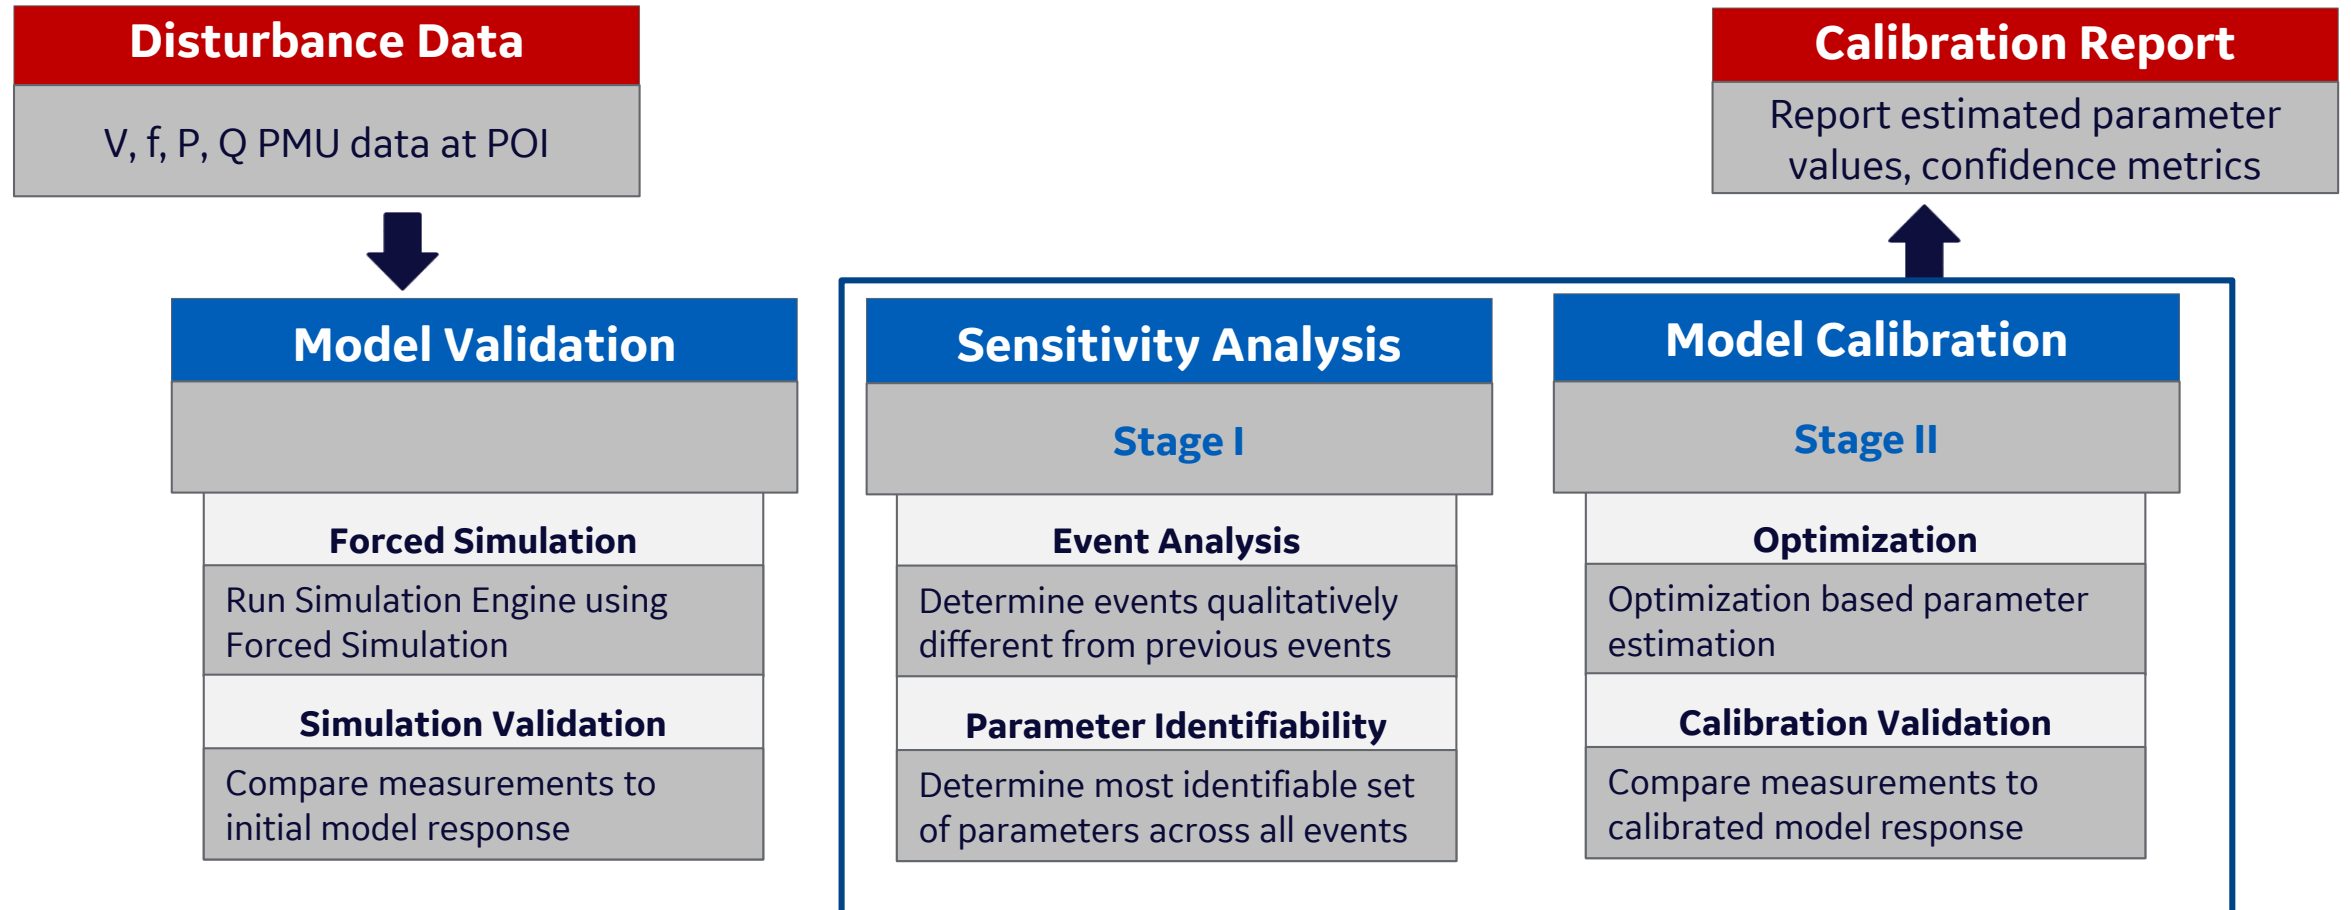 Disturbance Data
V, f, P, Q PMU data at POI
Calibration Report
Report estimated parameter
values, confidence metrics
Model Validation
Forced Simulation
Run Simulation Engine using
Forced Simulation
Simulation Validation
Compare measurements to
initial model response
Sensitivity Analysis
Stage I
Event Analysis
Determine events qualitatively
different from previous events
Parameter Identifiability
Determine most identifiable set
of parameters across all events
Model Calibration
Stage II
Optimization
Optimization based parameter
estimation
Calibration Validation
Compare measurements to
calibrated model response